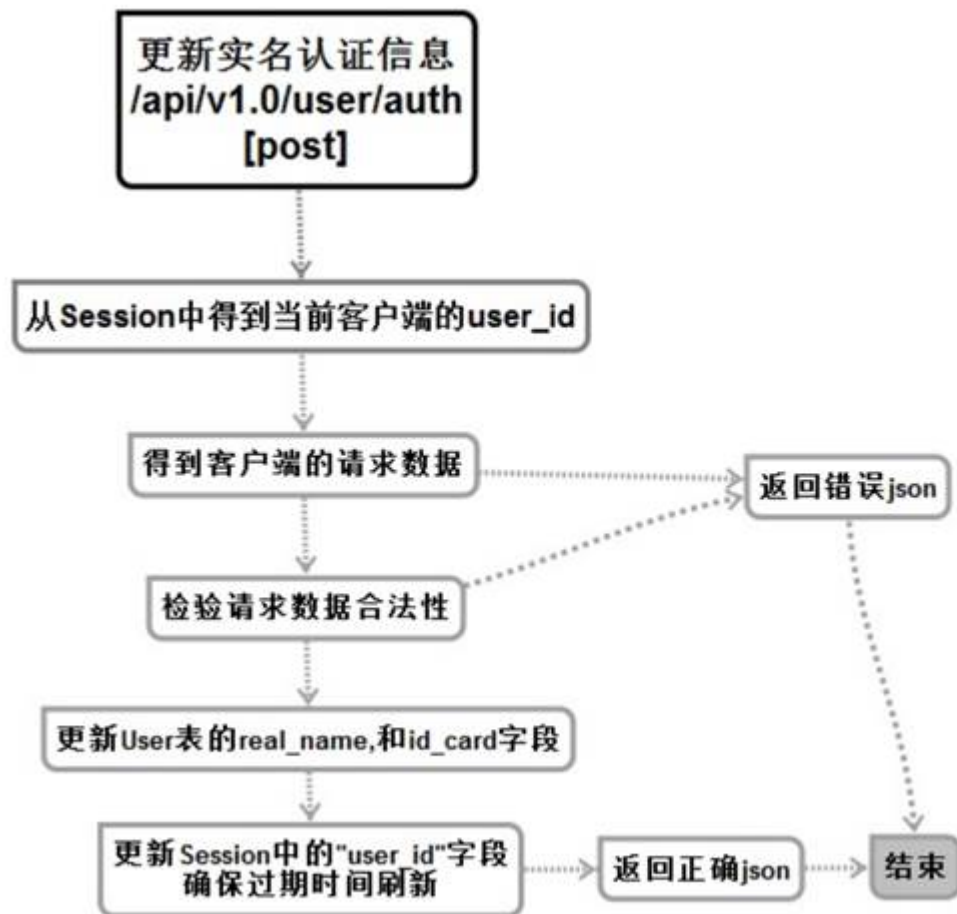 更新实名认证信息
/api/v1.0/user/auth
[post]
从Session中得到当前客户端的user_id
得到客户端的请求数据
返回错误json
检验请求数据合法性
更新User表的real_name,和id_card字段
更新Session中的"user_id"字段
确保过期时间刷新
返回正确json
结束